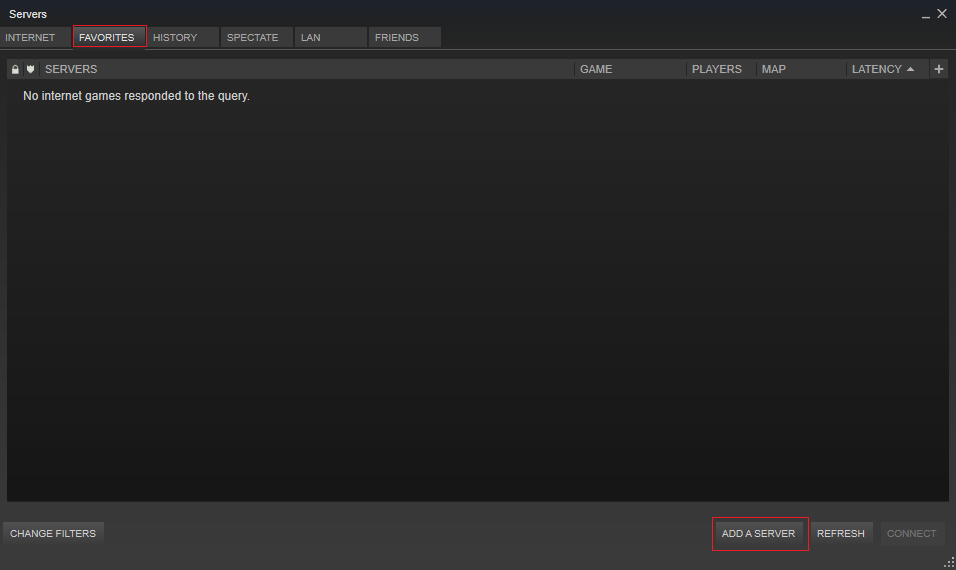 Servers
INTERNET FAVORITES HISTORY SPECTATE LAN FRIENDS
SERVERS GAME PLAYERS MAP LATENCY
No internet games responded to the query.
CHANGE FILTERS ADD A SERVER REFRESH CONNECT